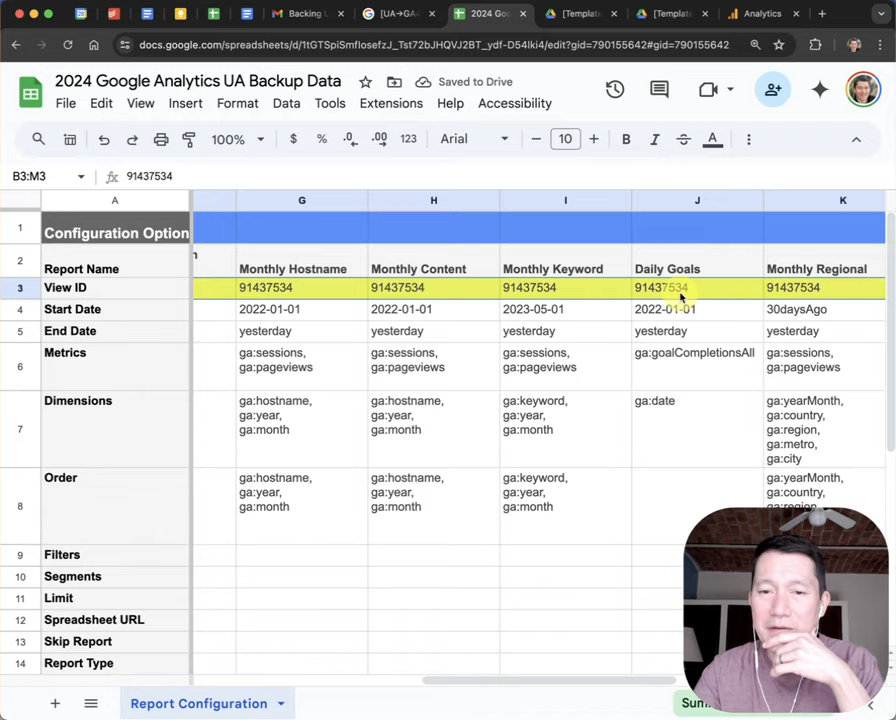 Backing
[UA→GA
2024 Goo
[Template
[Template
Analytics
docs.google.com/spreadsheets/d/1tGTSpiSmfIosefzJ_Tst72bJHQVJ2BT_ydf-D54Iki4/edit?gid=790155642#gid=790155642
2024 Google Analytics UA Backup Data
Saved to Drive
File Edit View Insert Format Data Tools Extensions Help Accessibility
100% $ % .0 .00 123 Arial 10 B I S A
B3:M3 fx 91437534
A G H I J K
1 Configuration Option
2 Report Name Monthly Hostname Monthly Content Monthly Keyword Daily Goals Monthly Regional
3 View ID 91437534 91437534 91437534 91437534 91437534
4 Start Date 2022-01-01 2022-01-01 2023-05-01 2022-01-01 30daysAgo
5 End Date yesterday yesterday yesterday yesterday yesterday
6 Metrics ga:sessions, ga:sessions, ga:sessions, ga:goalCompletionsAll ga:sessions,
ga:pageviews ga:pageviews ga:pageviews ga:pageviews
7 Dimensions ga:hostname, ga:hostname, ga:keyword, ga:date ga:yearMonth,
ga:year, ga:year, ga:year, ga:country,
ga:month ga:month ga:month ga:region,
ga:metro,
ga:city
8 Order ga:hostname, ga:hostname, ga:keyword, ga:yearMonth,
ga:year, ga:year, ga:year, ga:country,
ga:month ga:month ga:month ga:region
9 Filters
10 Segments
11 Limit
12 Spreadsheet URL
13 Skip Report
14 Report Type
Report Configuration
Sum